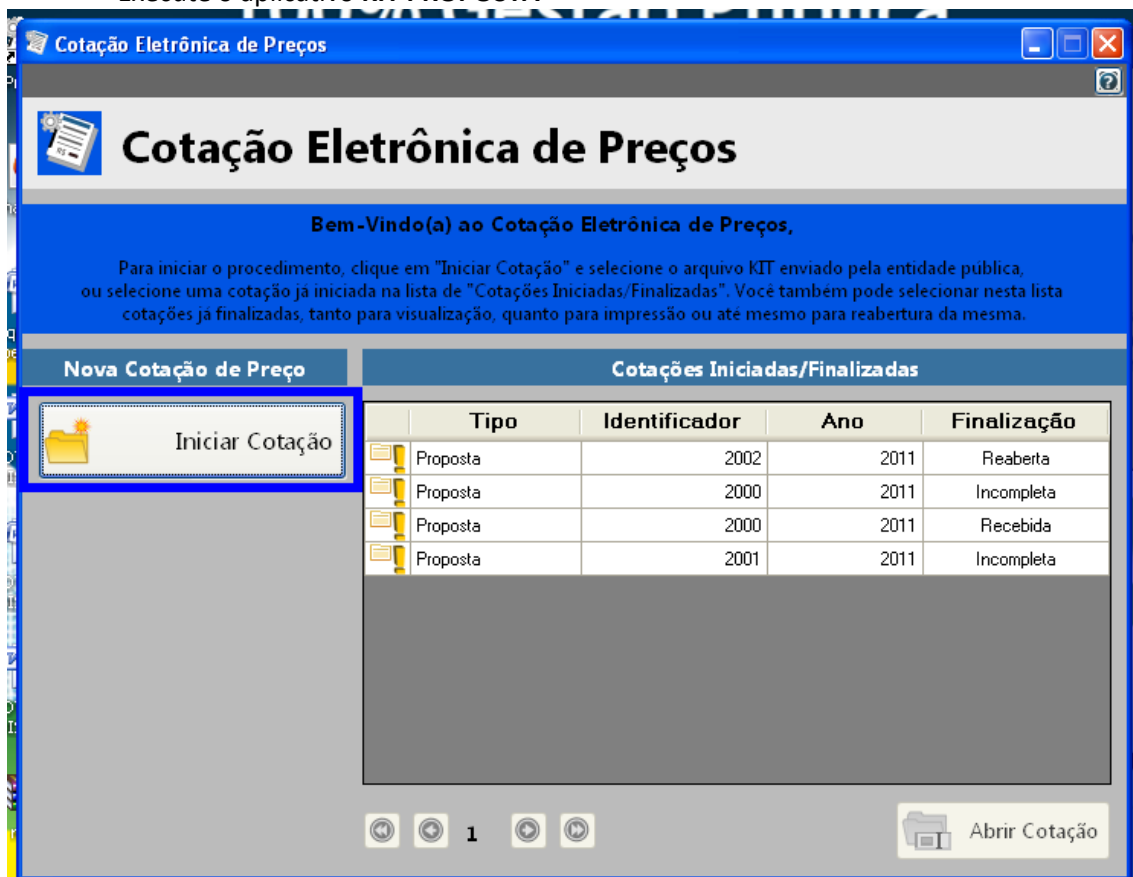 Execute o aplicativo
Cotação Eletrônica de Preços
Cotação Eletrônica de Preços
Bem-Vindo(a) ao Cotação Eletrônica de Preços,
Para iniciar o procedimento, clique em "Iniciar Cotação" e selecione o arquivo KIT enviado pela entidade pública,
ou selecione uma cotação já iniciada na lista de "Cotações Iniciadas/Finalizadas". Você também pode selecionar nesta lista
cotações já finalizadas, tanto para visualização, quanto para impressão ou até mesmo para reabertura da mesma.
Nova Cotação de Preço
Cotações Iniciadas/Finalizadas
Iniciar Cotação
Tipo Identificador Ano Finalização
Proposta 2002 2011 Reaberta
Proposta 2000 2011 Incompleta
Proposta 2000 2011 Recebida
Proposta 2001 2011 Incompleta
1
Abrir Cotação